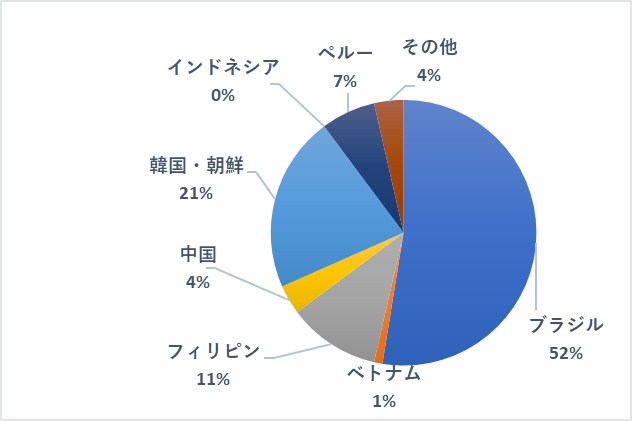 インドネシア
0%
ペルー
7%
その他
4%
韓国・朝鮮
21%
中国
4%
フィリピン
11%
ベトナム
1%
ブラジル
52%